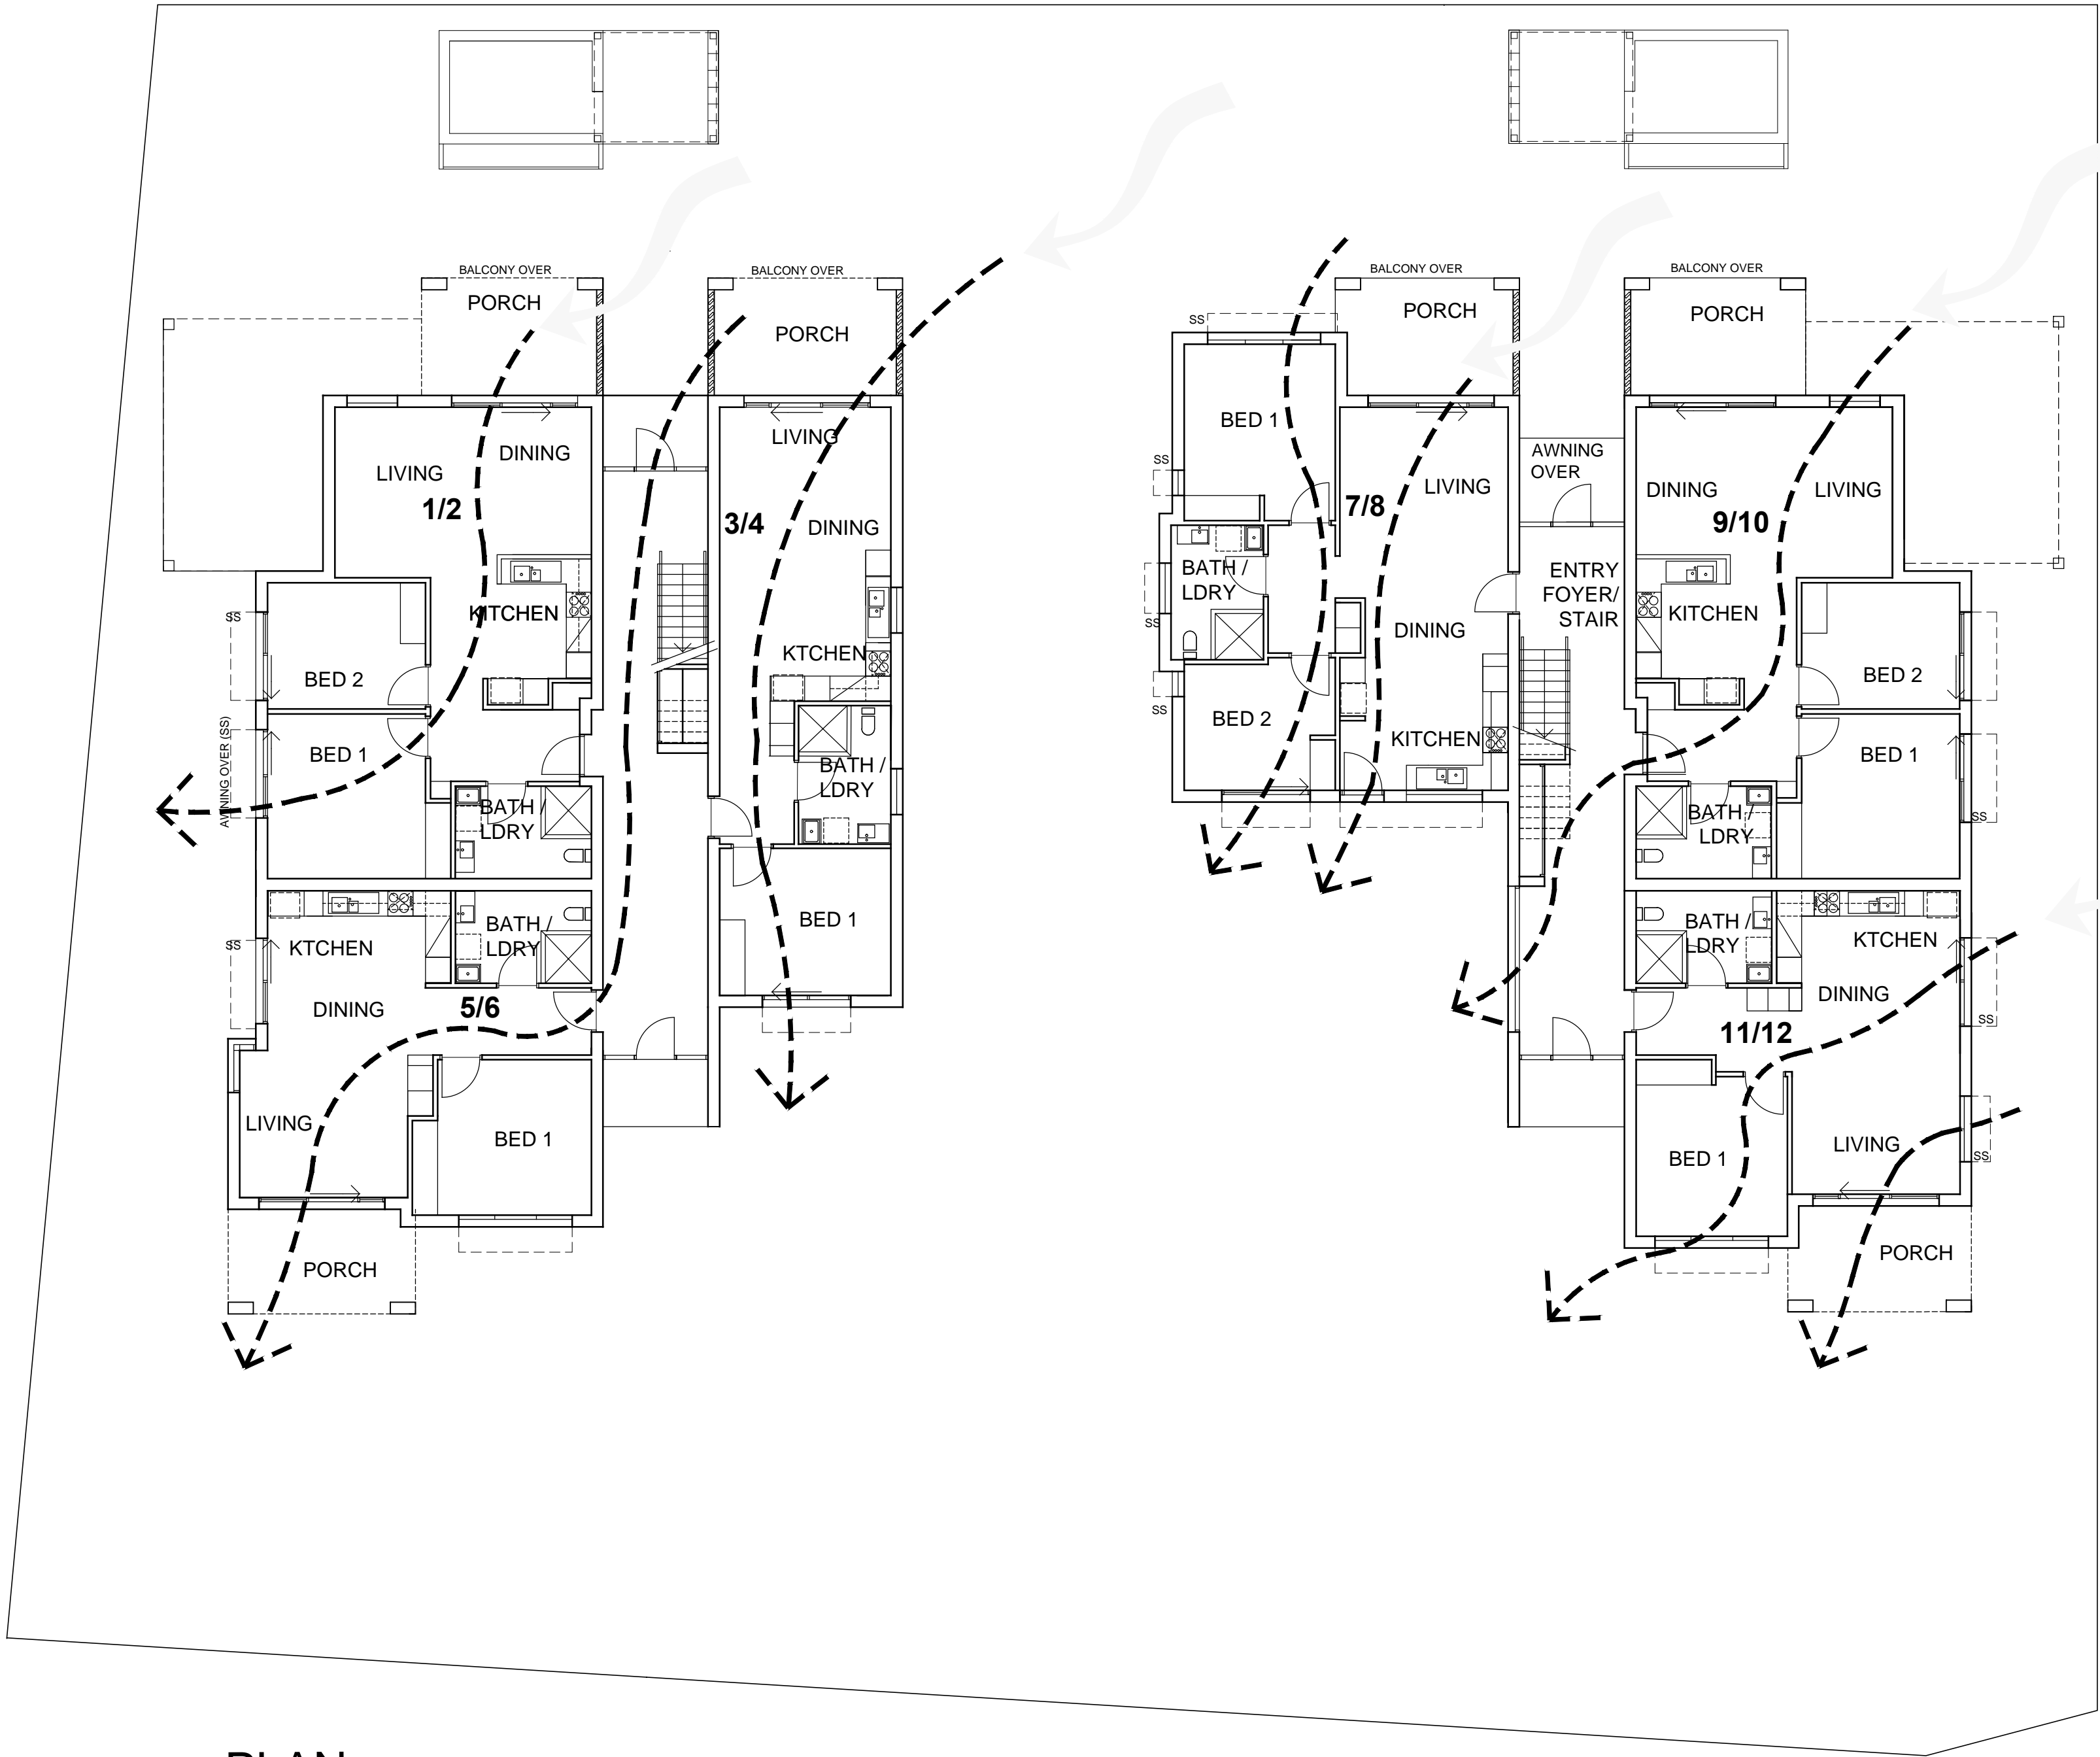 BALCONY OVER
PORCH
BALCONY OVER
PORCH
LIVING
DINING
1/2
KITCHEN
SS
BED 2
BED 1
AWNING OVER (SS)
BATH /
LDRY
LIVING
3/4
DINING
KTCHEN
BATH /
LDRY
BED 1
SS
KTCHEN
BATH /
LDRY
DINING
5/6
LIVING
BED 1
PORCH
BALCONY OVER
PORCH
SS
BED 1
SS
LIVING
7/8
BATH /
LDRY
SS
DINING
SS
BED 2
KITCHEN
AWNING
OVER
ENTRY
FOYER/
STAIR
BALCONY OVER
PORCH
DINING
LIVING
9/10
KITCHEN
BED 2
BED 1
SS
BATH /
LDRY
BATH /
LDRY
KTCHEN
DINING
SS
11/12
LIVING
SS
BED 1
PORCH
PLAN